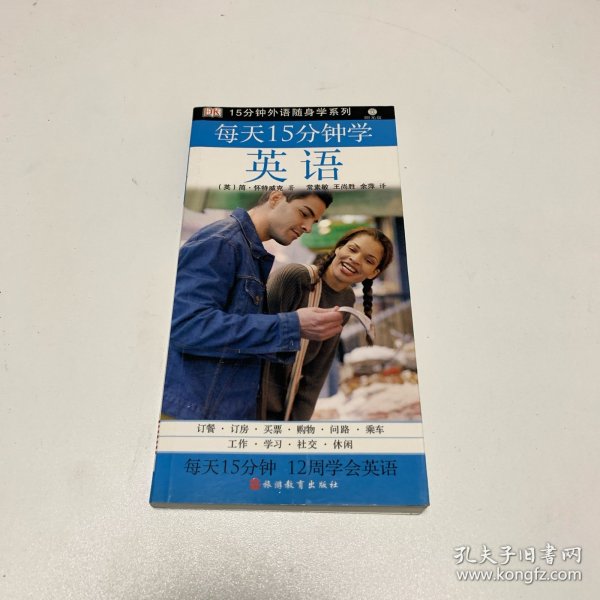 DK 15分钟外语随身学系列
每天15分钟学
英语
（英）简·怀特威克 著 常素敏 王尚胜 余萍 译
订餐·订房·买票·购物·问路·乘车
工作·学习·社交·休闲
每天15分钟 12周学会英语
旅游教育出版社
孔夫子旧书网
www.kongfz.com